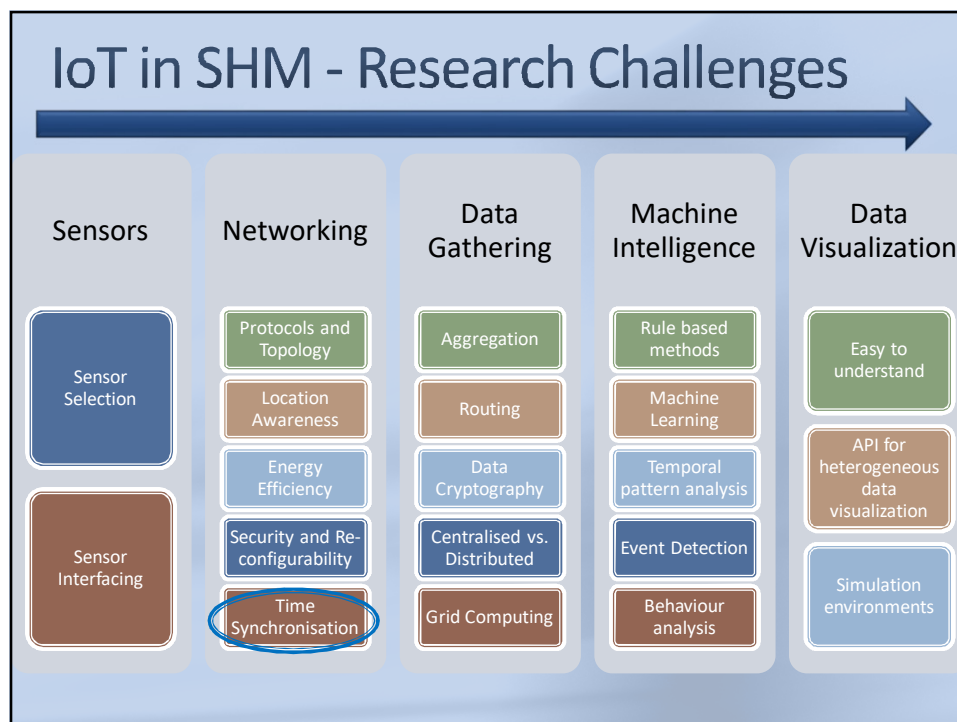 IoT in SHM - Research Challenges
Sensors
Sensor
Selection
Sensor
Interfacing
Networking
Protocols and
Topology
Location
Awareness
Energy
Efficiency
Security and Re-
configurability
Time
Synchronisation
Data
Gathering
Aggregation
Routing
Data
Cryptography
Centralised vs.
Distributed
Grid Computing
Machine
Intelligence
Rule based
methods
Machine
Learning
Temporal
pattern analysis
Event Detection
Behaviour
analysis
Data
Visualization
Easy to
understand
API for
heterogeneous
data
visualization
Simulation
environments